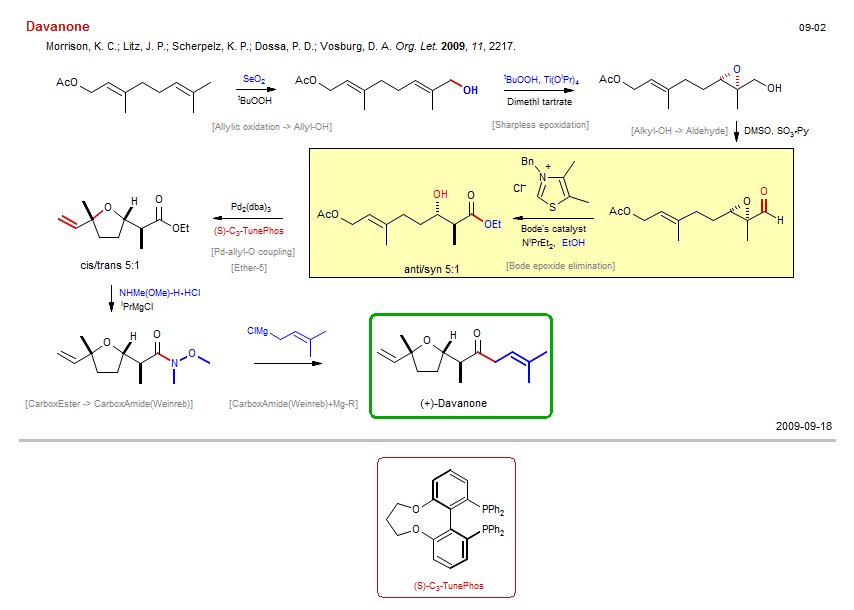 Davanone
09-02
Morrison, K. C.; Litz, J. P.; Scherpelz, K. P.; Dossa, P. D.; Vosburg, D. A. Org. Let. 2009, 11, 2217.
AcO
SeO2
tBuOOH
[Allylic oxidation -> Allyl-OH]
AcO
OH
tBuOOH, Ti(OiPr)4
Dimethl tartrate
[Sharpless epoxidation]
AcO
O
OH
[Alkyl-OH -> Aldehyde]
DMSO, SO3•Py
O
H
O
OEt
cis/trans 5:1
Pd2(dba)3
(S)-C3-TunePhos
[Pd-allyl-O coupling]
[Ether-5]
AcO
OH
O
OEt
anti/syn 5:1
Bn
N
+
Cl-
S
Bode's catalyst
NiPrEt2, EtOH
[Bode epoxide elimination]
AcO
O
O
H
NHMe(OMe)-H•HCl
iPrMgCl
O
H
O
N
O
[CarboxEster -> CarboxAmide(Weinreb)]
ClMg
[CarboxAmide(Weinreb)+Mg-R]
O
H
O
(+)-Davanone
2009-09-18
O
O
PPh2
PPh2
(S)-C3-TunePhos